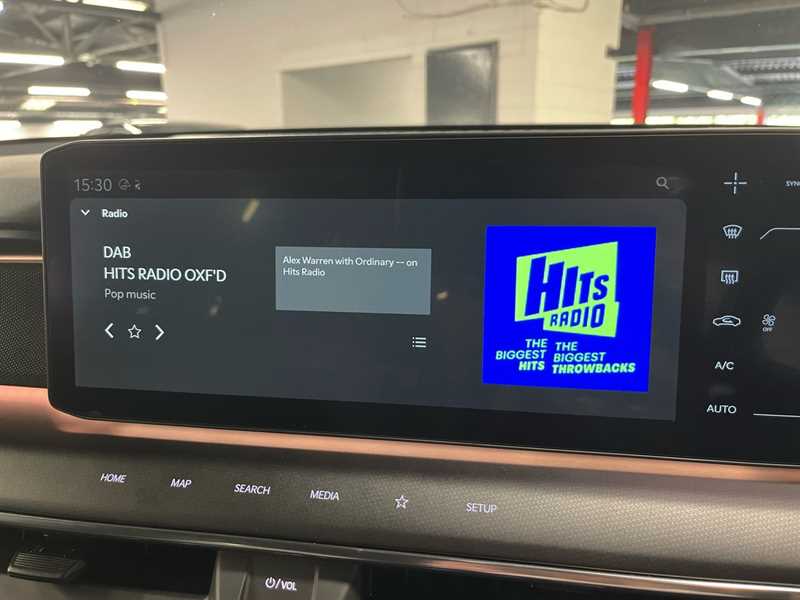 15:30
Radio
DAB
HITS RADIO OXF'D
Pop music
Alex Warren with Ordinary -- on
Hits Radio
HITS
RADIO
THE BIGGEST HITS
THE BIGGEST THROWBACKS
OFF
A/C
AUTO
HOME
MAP
SEARCH
MEDIA
SETUP
/VOL